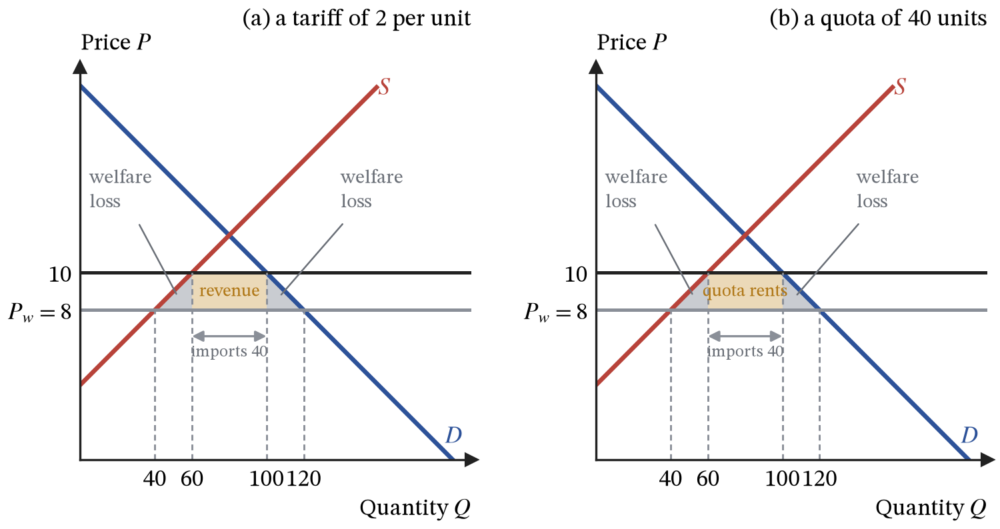 (a) a tariff of 2 per unit
Price P
S
welfare
loss
welfare
loss
10
revenue
P_w = 8
imports 40
D
40 60 100 120
Quantity Q
(b) a quota of 40 units
Price P
S
welfare
loss
welfare
loss
10
quota rents
P_w = 8
imports 40
D
40 60 100 120
Quantity Q